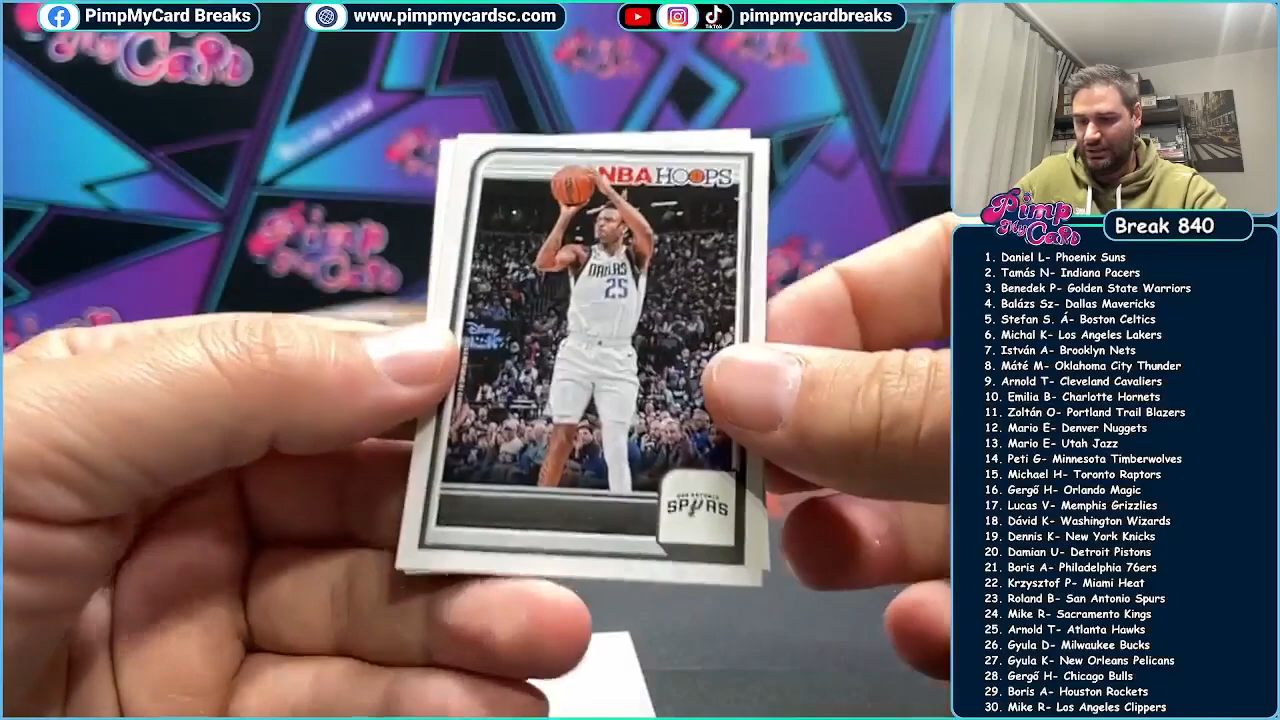 PimpMyCard Breaks
www.pimpmycardsc.com
TikTok
pimpmycardbreaks
NBA HOOPS
DALLAS
25
Disney
SAN ANTONIO
SPURS
Pimp
My Card
Break 840
1. Daniel L- Phoenix Suns
2. Tamás N- Indiana Pacers
3. Benedek P- Golden State Warriors
4. Balázs Sz- Dallas Mavericks
5. Stefan S. Á- Boston Celtics
6. Michal K- Los Angeles Lakers
7. István A- Brooklyn Nets
8. Máté M- Oklahoma City Thunder
9. Arnold T- Cleveland Cavaliers
10. Emilia B- Charlotte Hornets
11. Zoltán O- Portland Trail Blazers
12. Mario E- Denver Nuggets
13. Mario E- Utah Jazz
14. Peti G- Minnesota Timberwolves
15. Michael H- Toronto Raptors
16. Gergő H- Orlando Magic
17. Lucas V- Memphis Grizzlies
18. Dávid K- Washington Wizards
19. Dennis K- New York Knicks
20. Damian U- Detroit Pistons
21. Boris A- Philadelphia 76ers
22. Krzysztof P- Miami Heat
23. Roland B- San Antonio Spurs
24. Mike R- Sacramento Kings
25. Arnold T- Atlanta Hawks
26. Gyula D- Milwaukee Bucks
27. Gyula K- New Orleans Pelicans
28. Gergő H- Chicago Bulls
29. Boris A- Houston Rockets
30. Mike R- Los Angeles Clippers